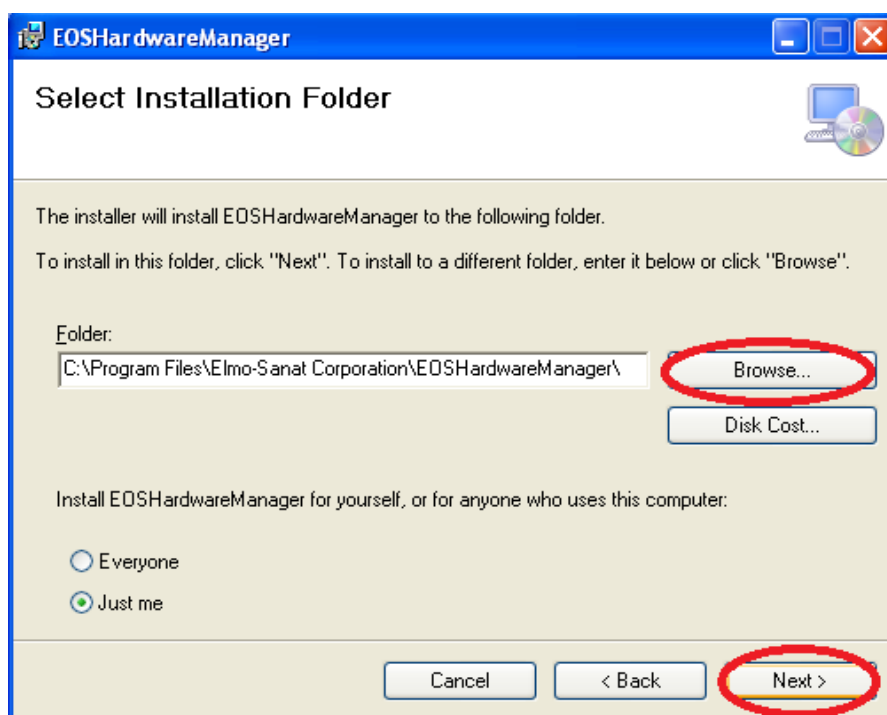 EOSHardwareManager
Select Installation Folder
The installer will install EOSHardwareManager to the following folder.
To install in this folder, click "Next". To install to a different folder, enter it below or click "Browse".
Folder:
C:\Program Files\Elmo-Sanat Corporation\EOSHardwareManager\
Browse...
Disk Cost...
Install EOSHardwareManager for yourself, or for anyone who uses this computer:
Everyone
Just me
Cancel
< Back
Next >